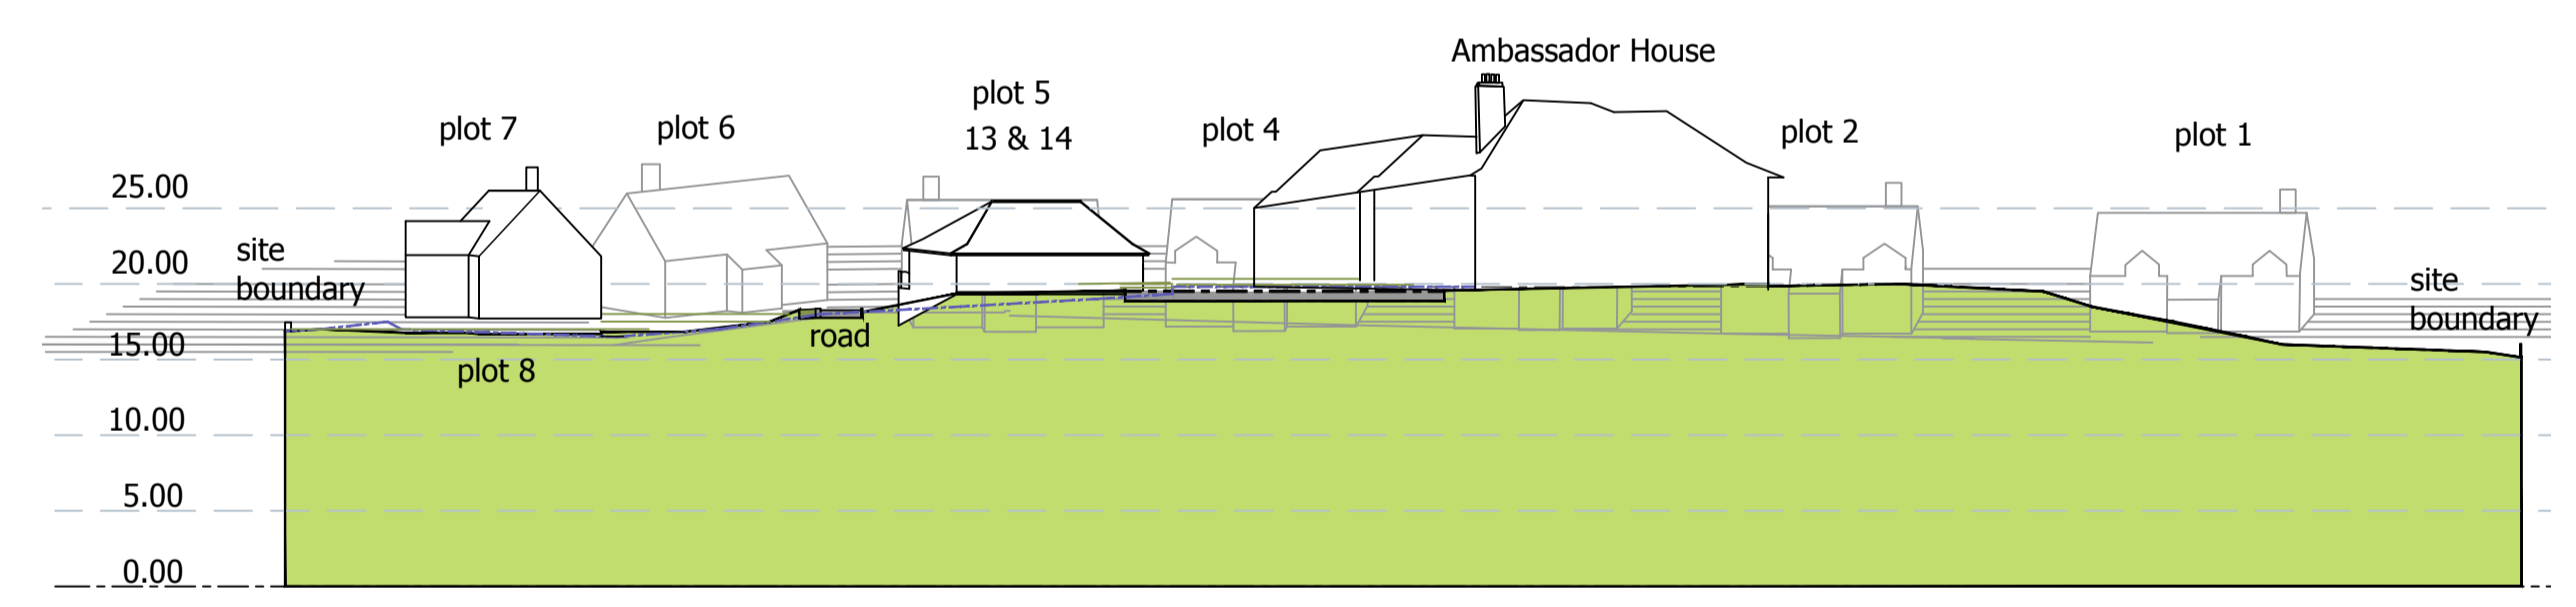 Ambassador House
plot 7
plot 6
plot 5
13 & 14
plot 4
plot 2
plot 1
25.00
20.00
15.00
10.00
5.00
0.00
site
boundary
plot 8
road
site
boundary